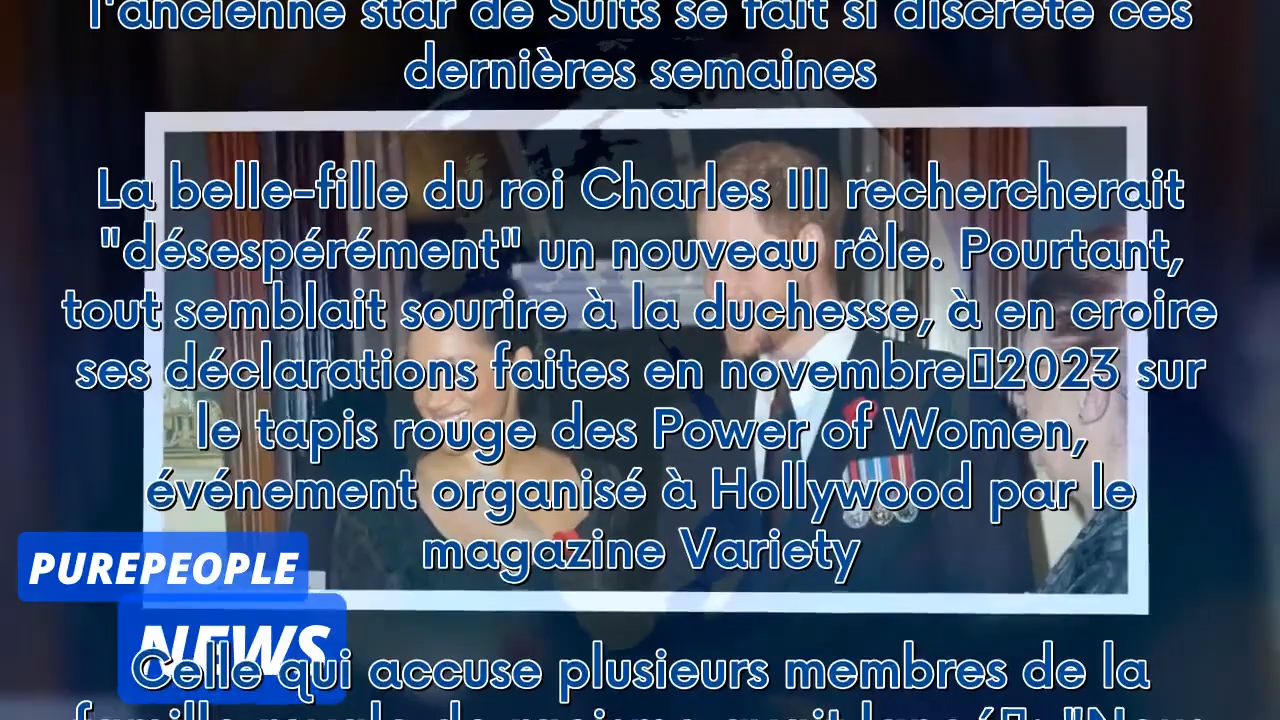 l'ancienne star de Suits se fait si discrète ces
dernières semaines
La belle-fille du roi Charles III rechercherait
"désespérément" un nouveau rôle. Pourtant,
tout semblait sourire à la duchesse, à en croire
ses déclarations faites en novembre 2023 sur
le tapis rouge des Power of Women,
événement organisé à Hollywood par le
magazine Variety
PUREPEOPLE
NEWS
Celle qui accuse plusieurs membres de la